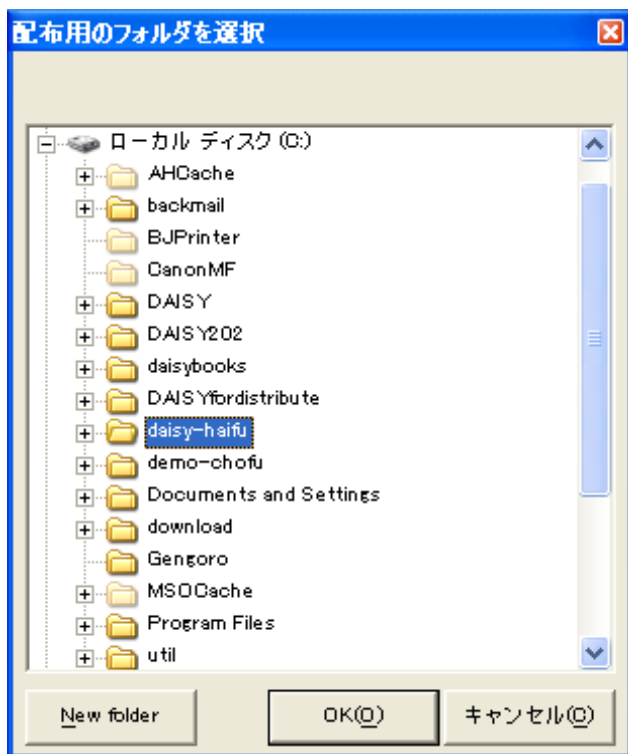 配布用のフォルダを選択
ローカル ディスク (C:)
AHCache
backmail
BJPrinter
CanonMF
DAISY
DAISY202
daisybooks
DAISYfordistribute
daisy-haifu
demo-chofu
Documents and Settings
download
Gengoro
MSOCache
Program Files
util
New folder OK(O) キャンセル(C)